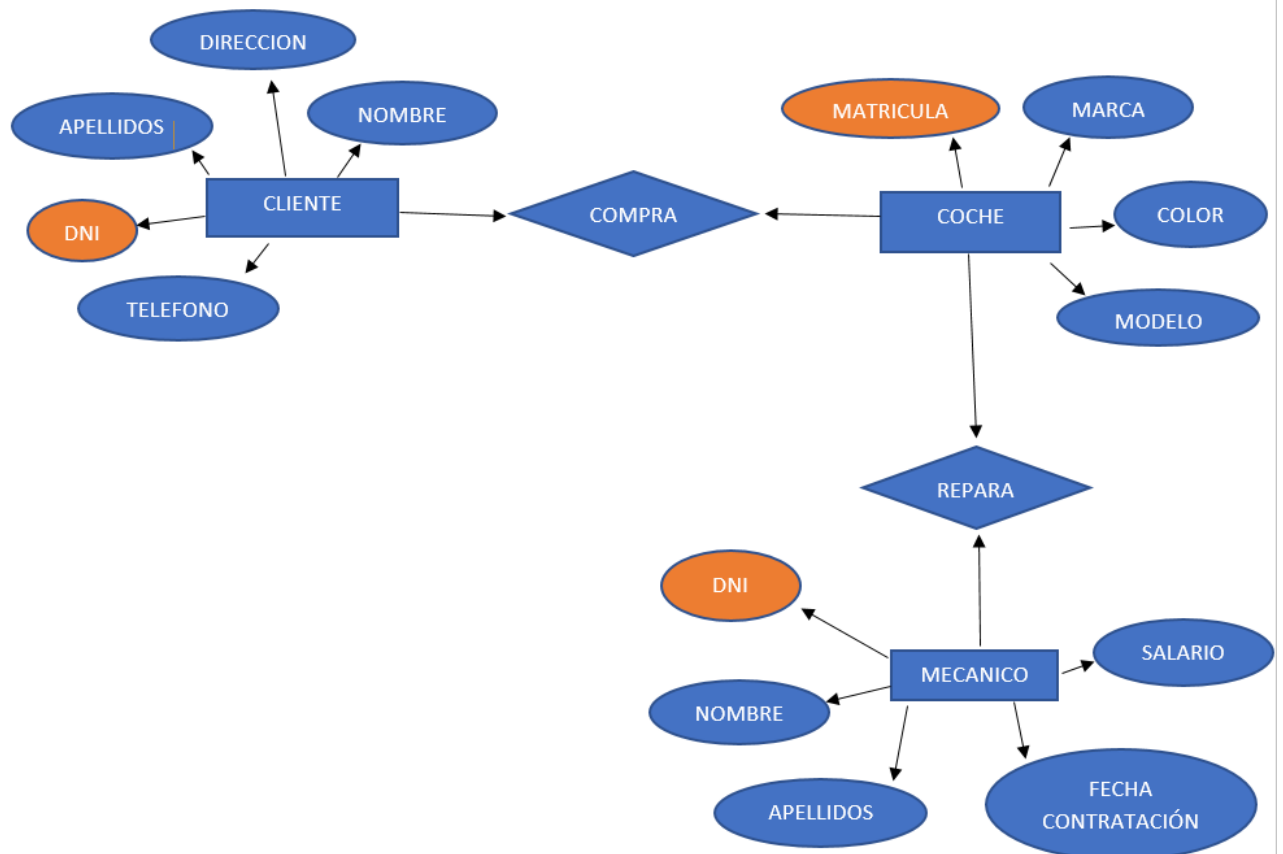 DIRECCION
APELLIDOS
NOMBRE
CLIENTE
DNI
TELEFONO
COMPRA
MATRICULA
MARCA
COCHE
COLOR
MODELO
REPARA
DNI
MECANICO
SALARIO
NOMBRE
APELLIDOS
FECHA
CONTRATACIÓN